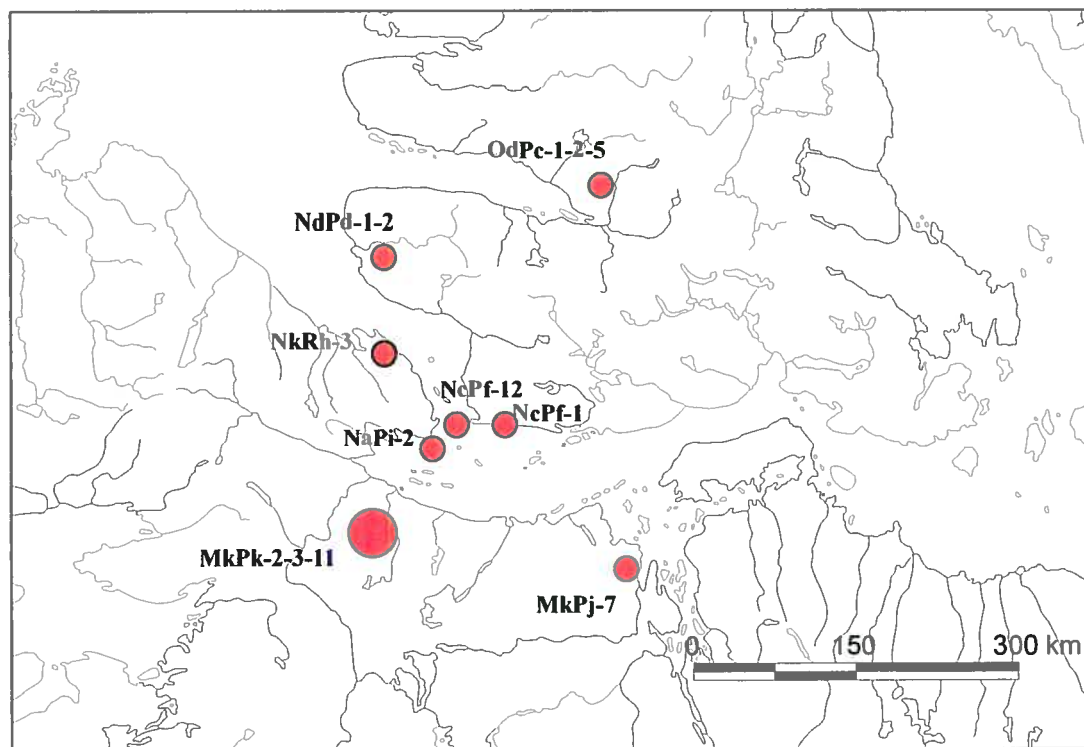 OdPc-1-2-5
NdPd-1-2
NkRh-3
NcPf-12
NcPf-1
NaPi-2
MkPk-2-3-11
MkPj-7
0 150 300 km